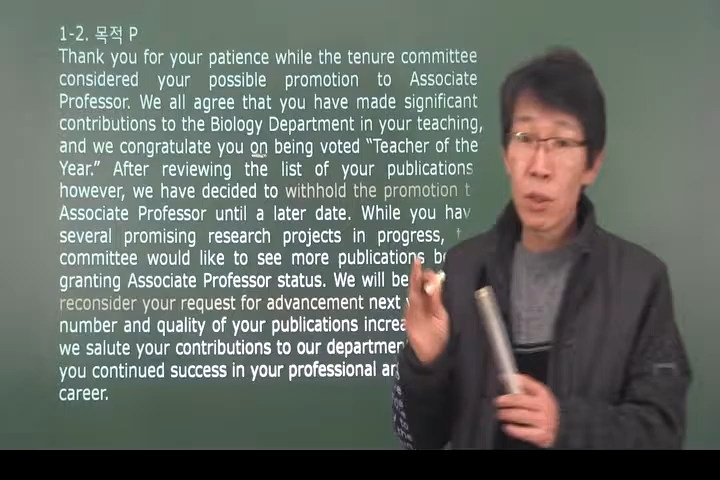 1-2. 목적 P
Thank you for your patience while the tenure committee
considered your possible promotion to Associate
Professor. We all agree that you have made significant
contributions to the Biology Department in your teaching,
and we congratulate you on being voted “Teacher of the
Year.” After reviewing the list of your publications
however, we have decided to withhold the promotion t
Associate Professor until a later date. While you hav
several promising research projects in progress,
committee would like to see more publications
granting Associate Professor status. We will be
reconsider your request for advancement next
number and quality of your publications
we salute your contributions to our
you continued success in your professional
career.